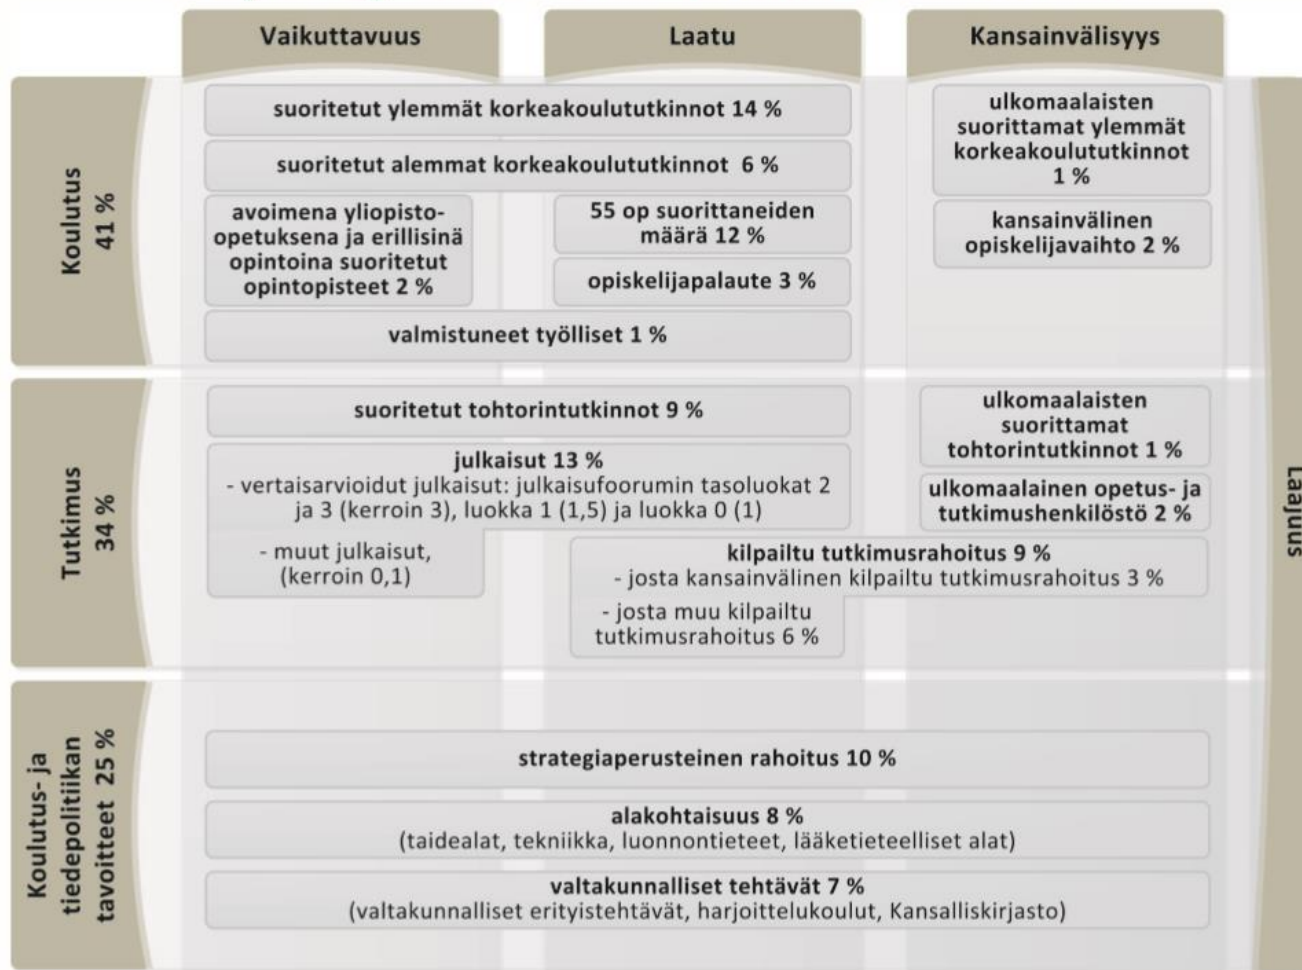 Vaikuttavuus
Laatu
Kansainvälisyys
Koulutus
41 %
suoritetut ylemmät korkeakoulututkinnot 14 %
suoritetut alemmat korkeakoulututkinnot 6 %
avoimena yliopisto-
opetuksena ja erillisinä
opintoina suoritetut
opintopisteet 2 %
55 op suorittaneiden
määrä 12 %
opiskelijapalaute 3 %
valmistuneet työlliset 1 %
ulkomaalaisten
suorittamat ylemmät
korkeakoulututkinnot
1 %
kansainvälinen
opiskelijavaihto 2 %
Tutkimus
34 %
suoritetut tohtorintutkinnot 9 %
julkaisut 13 %
- vertaisarvioidut julkaisut: julkaisufoorumin tasoluokat 2
ja 3 (kerroin 3), luokka 1 (1,5) ja luokka 0 (1)
- muut julkaisut,
(kerroin 0,1)
ulkomaalaisten
suorittamat
tohtorintutkinnot 1 %
ulkomaalainen opetus- ja
tutkimushenkilöstö 2 %
kilpailtu tutkimusrahoitus 9 %
- josta kansainvälinen kilpailtu tutkimusrahoitus 3 %
- josta muu kilpailtu
tutkimusrahoitus 6 %
Koulutus- ja
tiedepolitiikan
tavoitteet 25 %
strategiaperusteinen rahoitus 10 %
alakohtaisuus 8 %
(taidealat, tekniikka, luonnontieteet, lääketieteelliset alat)
valtakunnalliset tehtävät 7 %
(valtakunnalliset erityistehtävät, harjoittelukoulut, Kansalliskirjasto)
Laajuus